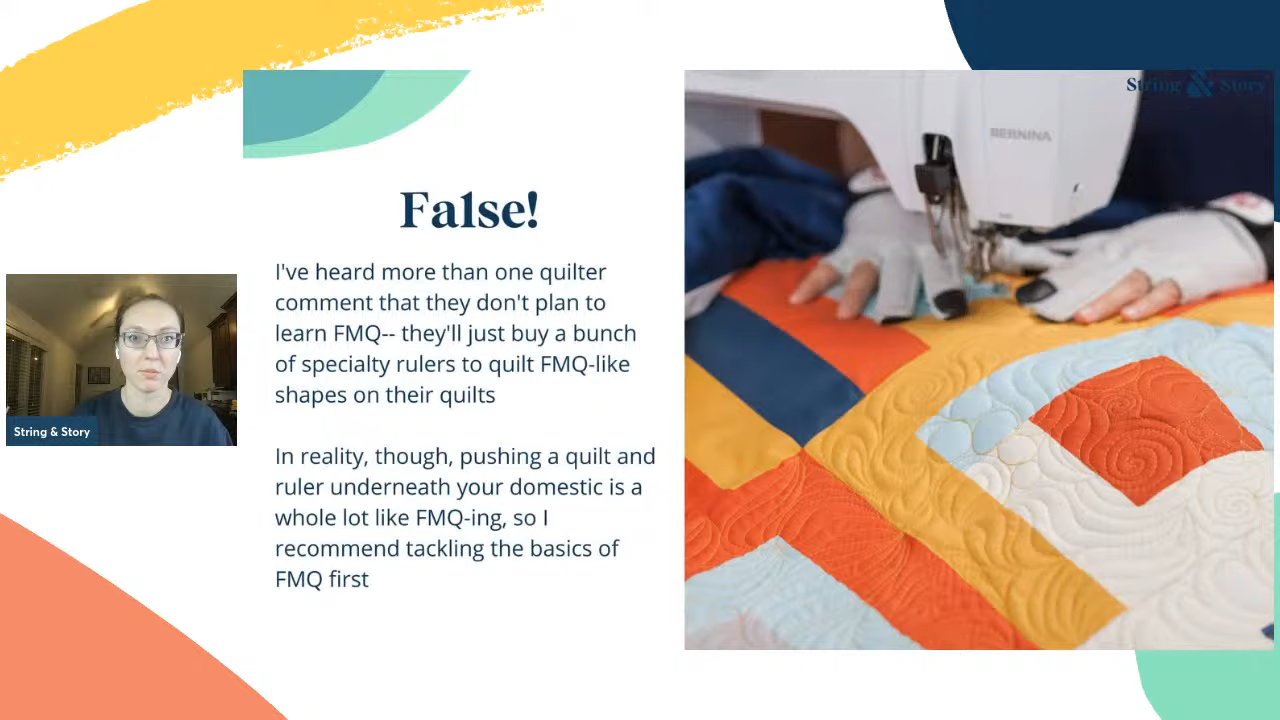 String & Story
BERNINA
False!
I've heard more than one quilter
comment that they don't plan to
learn FMQ-- they'll just buy a bunch
of specialty rulers to quilt FMQ-like
shapes on their quilts
In reality, though, pushing a quilt and
ruler underneath your domestic is a
whole lot like FMQ-ing, so I
recommend tackling the basics of
FMQ first
String & Story